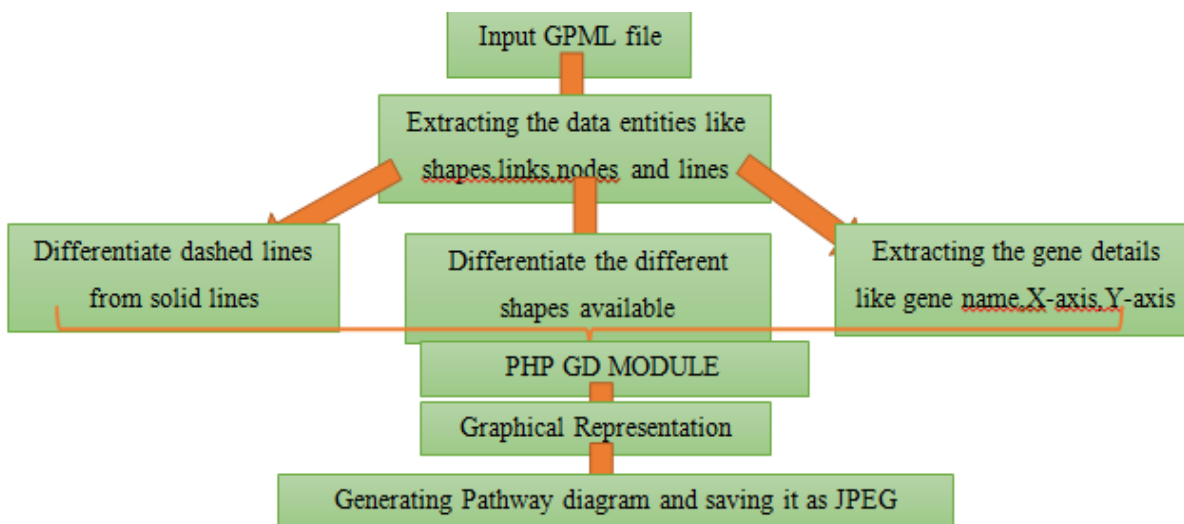 Input GPML file
Extracting the data entities like
shapes,links,nodes and lines
Differentiate dashed lines
from solid lines
Differentiate the different
shapes available
Extracting the gene details
like gene name,X-axis,Y-axis
PHP GD MODULE
Graphical Representation
Generating Pathway diagram and saving it as JPEG